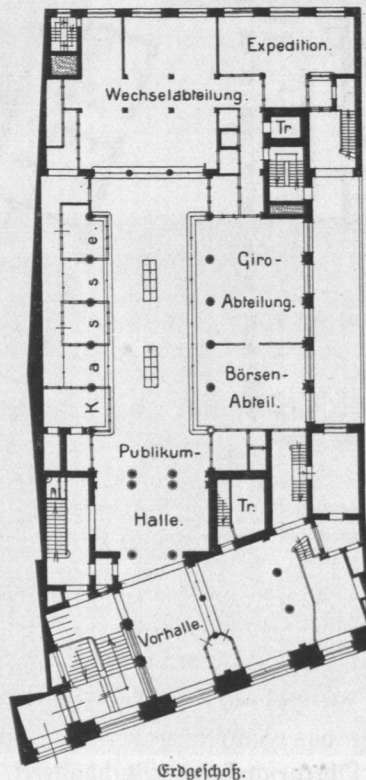 Expedition.
Wechselabteilung.
Tr
Kasse.
Giro-
Abteilung.
Börsen-
Abteil.
Publikum-
Halle.
Tr.
Vorhalle.
Erdgeschoß.